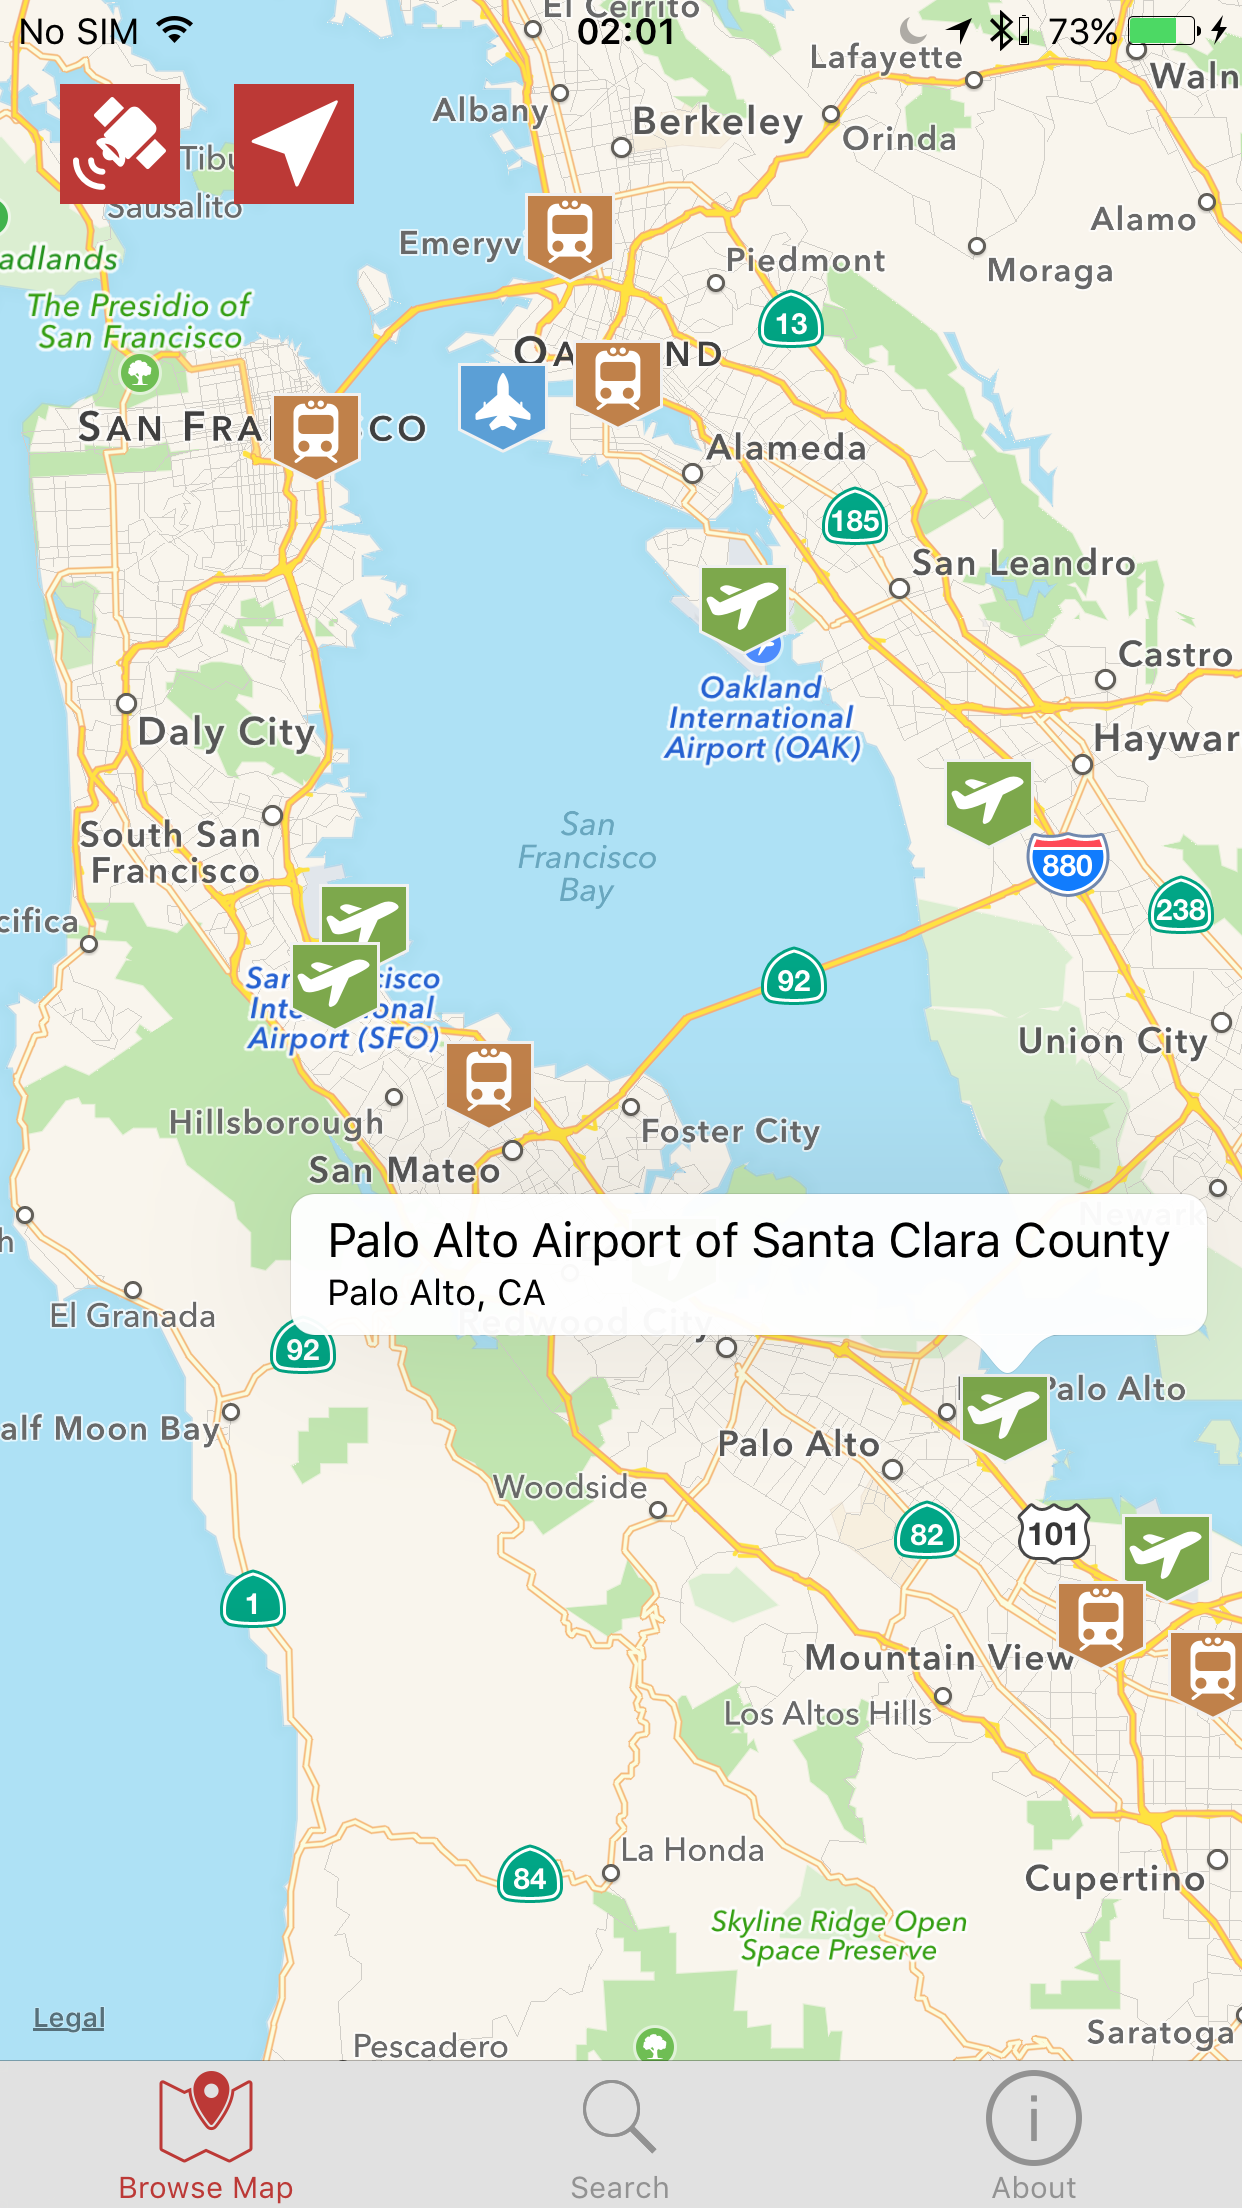 No SIM
02:01
73%
El Cerrito
Lafayette
Waln
Albany
Berkeley
Orinda
Tibu
Sausalito
Alamo
Emeryv
Piedmont
Moraga
adlands
The Presidio of
San Francisco
13
OA ND
SAN FRA CO
Alameda
185
San Leandro
Castro
Oakland
International
Airport (OAK)
Daly City
Haywar
San
Francisco
Bay
South San
Francisco
880
238
cifica
92
San cisco
Inte onal
Airport (SFO)
Union City
Hillsborough
Foster City
San Mateo
Newark
Palo Alto Airport of Santa Clara County
Palo Alto, CA
h
El Granada
Redwood City
92
Palo Alto
alf Moon Bay
Palo Alto
Woodside
82
101
1
Mountain View
Los Altos Hills
La Honda
84
Cupertino
Skyline Ridge Open
Space Preserve
Legal
Saratoga
Pescadero
Browse Map
Search
About